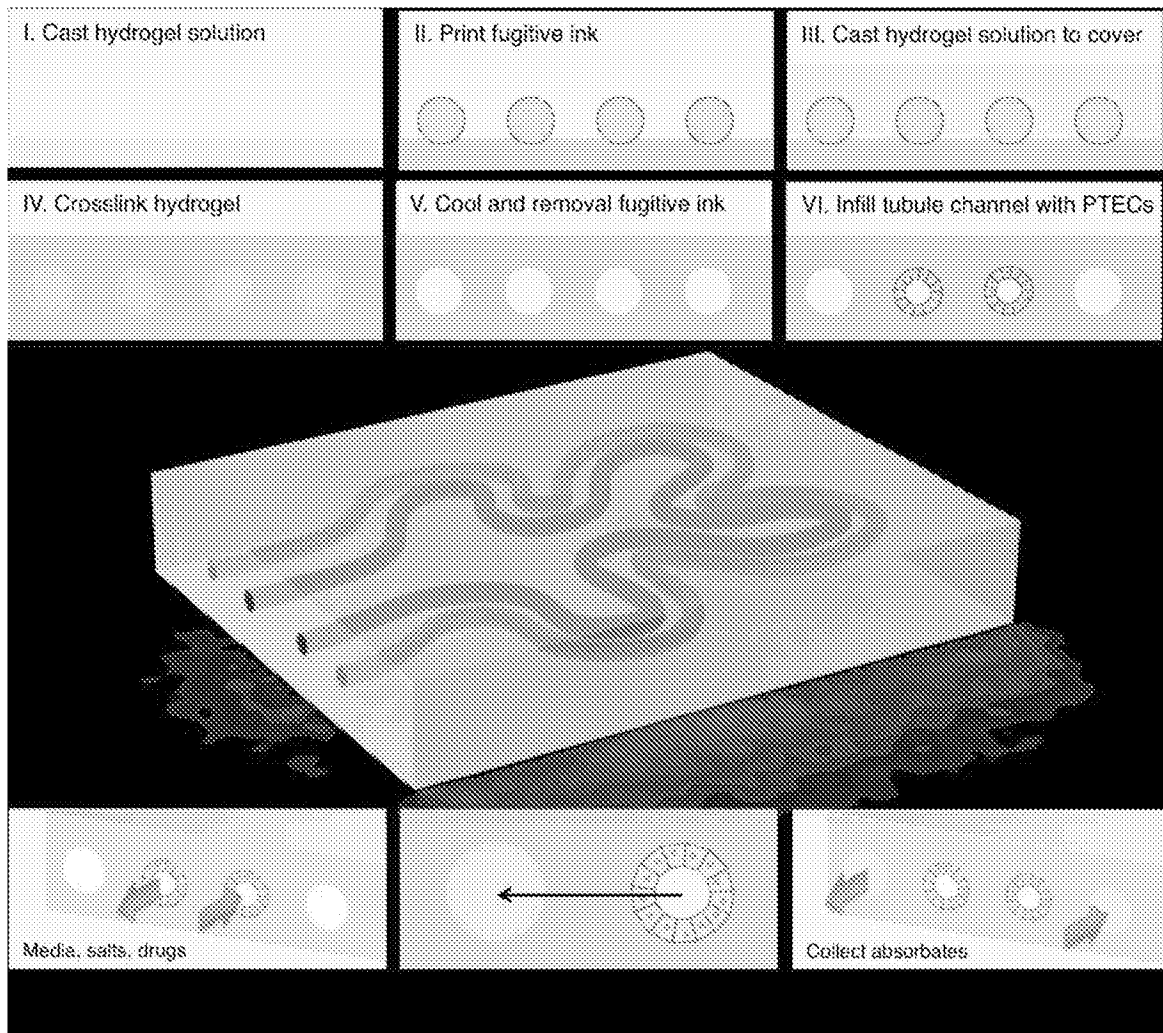 I. Cast hydrogel solution
II. Print fugitive ink
III. Cast hydrogel solution to cover
IV. Crosslink hydrogel
V. Cool and removal fugitive ink
VI. Infill tubule channel with PTECs
Media, salts, drugs
Collect absorbates